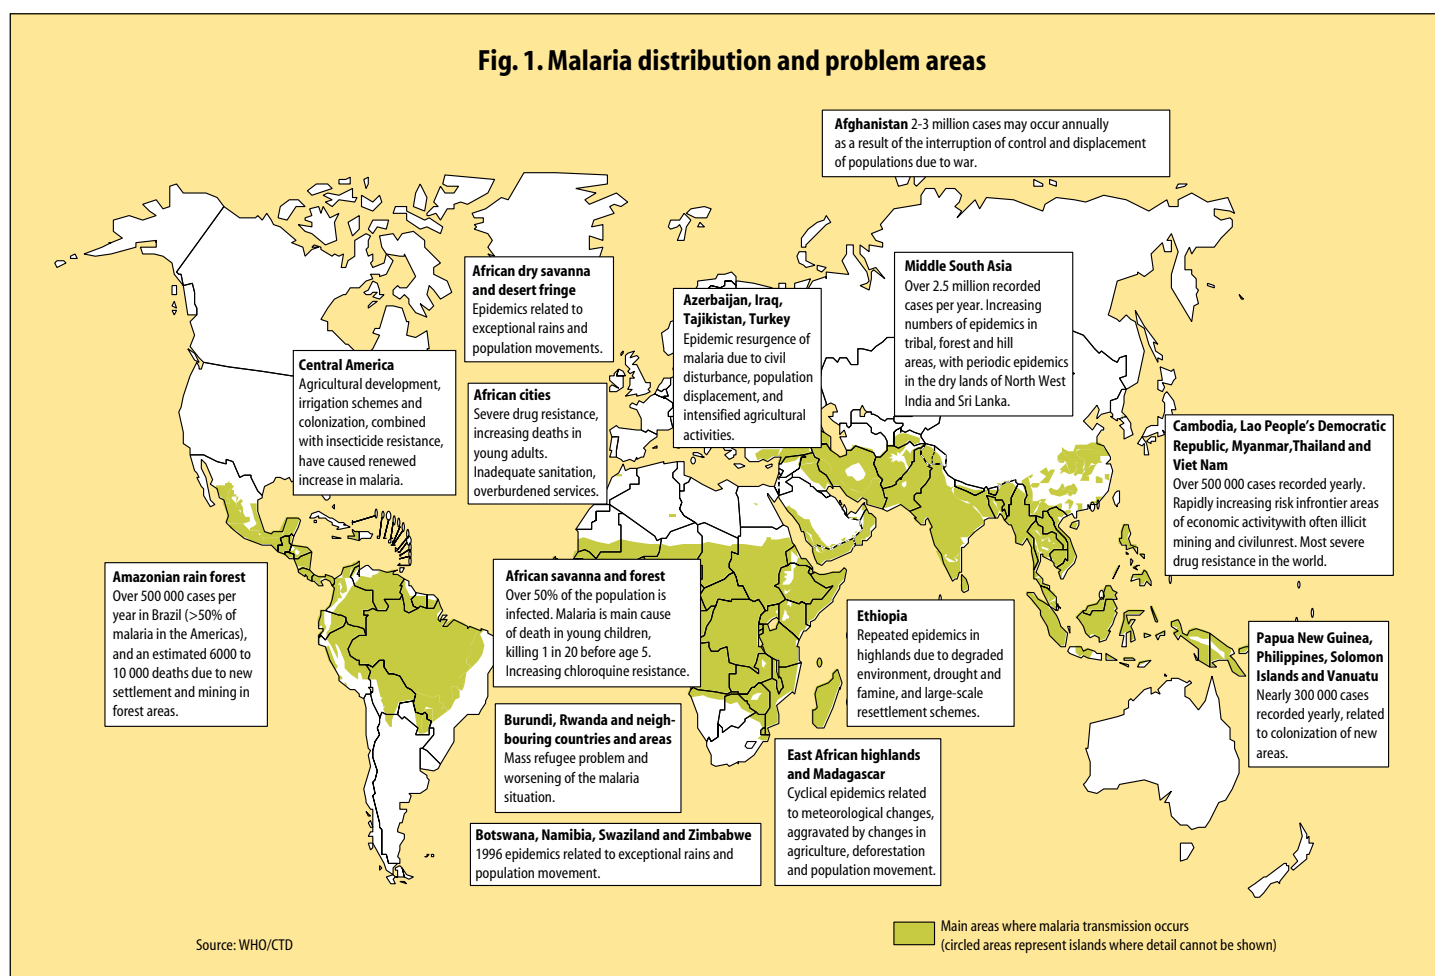 Fig. 1. Malaria distribution and problem areas
Afghanistan 2-3 million cases may occur annually
as a result of the interruption of control and displacement
of populations due to war.
African dry savanna
and desert fringe
Epidemics related to
exceptional rains and
population movements.
Middle South Asia
Over 2.5 million recorded
cases per year. Increasing
numbers of epidemics in
tribal, forest and hill
areas, with periodic epidemics
in the dry lands of North West
India and Sri Lanka.
Azerbaijan, Iraq,
Tajikistan, Turkey
Epidemic resurgence of
malaria due to civil
disturbance, population
displacement, and
intensified agricultural
activities.
Central America
Agricultural development,
irrigation schemes and
colonization, combined
with insecticide resistance,
have caused renewed
increase in malaria.
African cities
Severe drug resistance,
increasing deaths in
young adults.
Inadequate sanitation,
overburdened services.
Cambodia, Lao People's Democratic
Republic, Myanmar,Thailand and
Viet Nam
Over 500 000 cases recorded yearly.
Rapidly increasing risk infrontier areas
of economic activitywith often illicit
mining and civilunrest. Most severe
drug resistance in the world.
Amazonian rain forest
Over 500 000 cases per
year in Brazil (>50% of
malaria in the Americas),
and an estimated 6000 to
10 000 deaths due to new
settlement and mining in
forest areas.
African savanna and forest
Over 50% of the population is
infected. Malaria is main cause
of death in young children,
killing 1 in 20 before age 5.
Increasing chloroquine resistance.
Ethiopia
Repeated epidemics in
highlands due to degraded
environment, drought and
famine, and large-scale
resettlement schemes.
Papua New Guinea,
Philippines, Solomon
Islands and Vanuatu
Nearly 300 000 cases
recorded yearly, related
to colonization of new
areas.
Burundi, Rwanda and neigh-
bouring countries and areas
Mass refugee problem and
worsening of the malaria
situation.
East African highlands
and Madagascar
Cyclical epidemics related
to meteorological changes,
aggravated by changes in
agriculture, deforestation
and population movement.
Botswana, Namibia, Swaziland and Zimbabwe
1996 epidemics related to exceptional rains and
population movement.
Main areas where malaria transmission occurs
(circled areas represent islands where detail cannot be shown)
Source: WHO/CTD